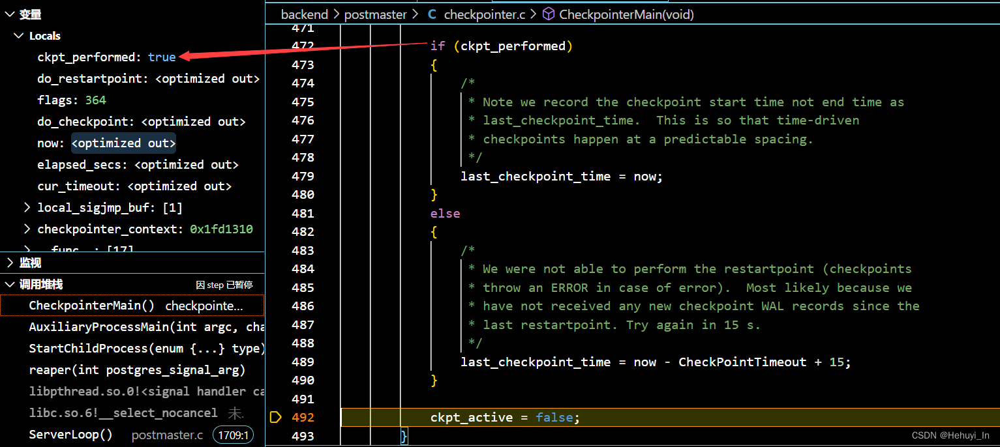 变量
Locals
ckpt_performed: true
do_restartpoint: <optimized out>
flags: 364
do_checkpoint: <optimized out>
now: <optimized out>
elapsed_secs: <optimized out>
cur_timeout: <optimized out>
local_sigjmp_buf: [1]
checkpointer_context: 0x1fd1310
监视
调用堆栈 因 step 已暂停
CheckpointerMain() checkpointe...
AuxiliaryProcessMain(int argc, cha
StartChildProcess(enum {...} type)
reaper(int postgres_signal_arg)
libpthread.so.0!<signal handler ca
libc.so.6!__select_nocancel 未.
ServerLoop() postmaster.c 1709:1
backend > postmaster > C checkpointer.c > CheckpointerMain(void)
471
472 if (ckpt_performed)
473 {
474 /*
475 * Note we record the checkpoint start time not end time as
476 * last_checkpoint_time.  This is so that time-driven
477 * checkpoints happen at a predictable spacing.
478 */
479 last_checkpoint_time = now;
480 }
481 else
482 {
483 /*
484 * We were not able to perform the restartpoint (checkpoints
485 * throw an ERROR in case of error).  Most likely because we
486 * have not received any new checkpoint WAL records since the
487 * last restartpoint. Try again in 15 s.
488 */
489 last_checkpoint_time = now - CheckPointTimeout + 15;
490 }
491
492 ckpt_active = false;
493 }
CSDN @Hehuyi_In